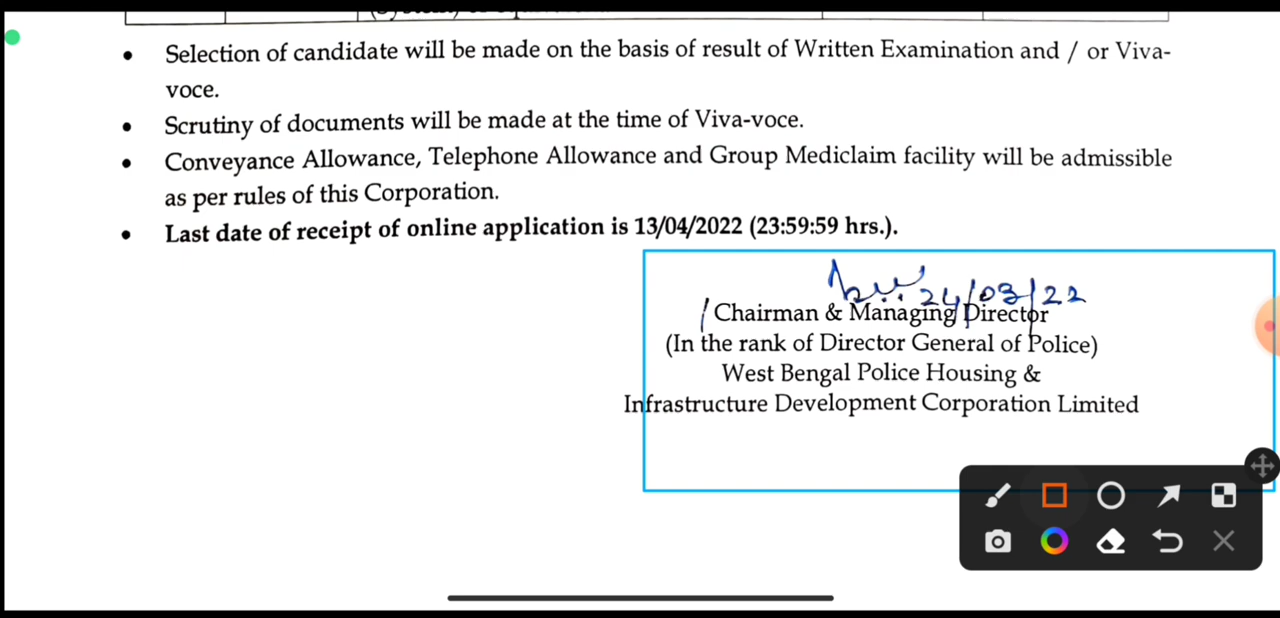 • Selection of candidate will be made on the basis of result of Written Examination and / or Viva-
voce.
• Scrutiny of documents will be made at the time of Viva-voce.
• Conveyance Allowance, Telephone Allowance and Group Mediclaim facility will be admissible
as per rules of this Corporation.
• Last date of receipt of online application is 13/04/2022 (23:59:59 hrs.).
24/03/22
Chairman & Managing Director
(In the rank of Director General of Police)
West Bengal Police Housing &
Infrastructure Development Corporation Limited